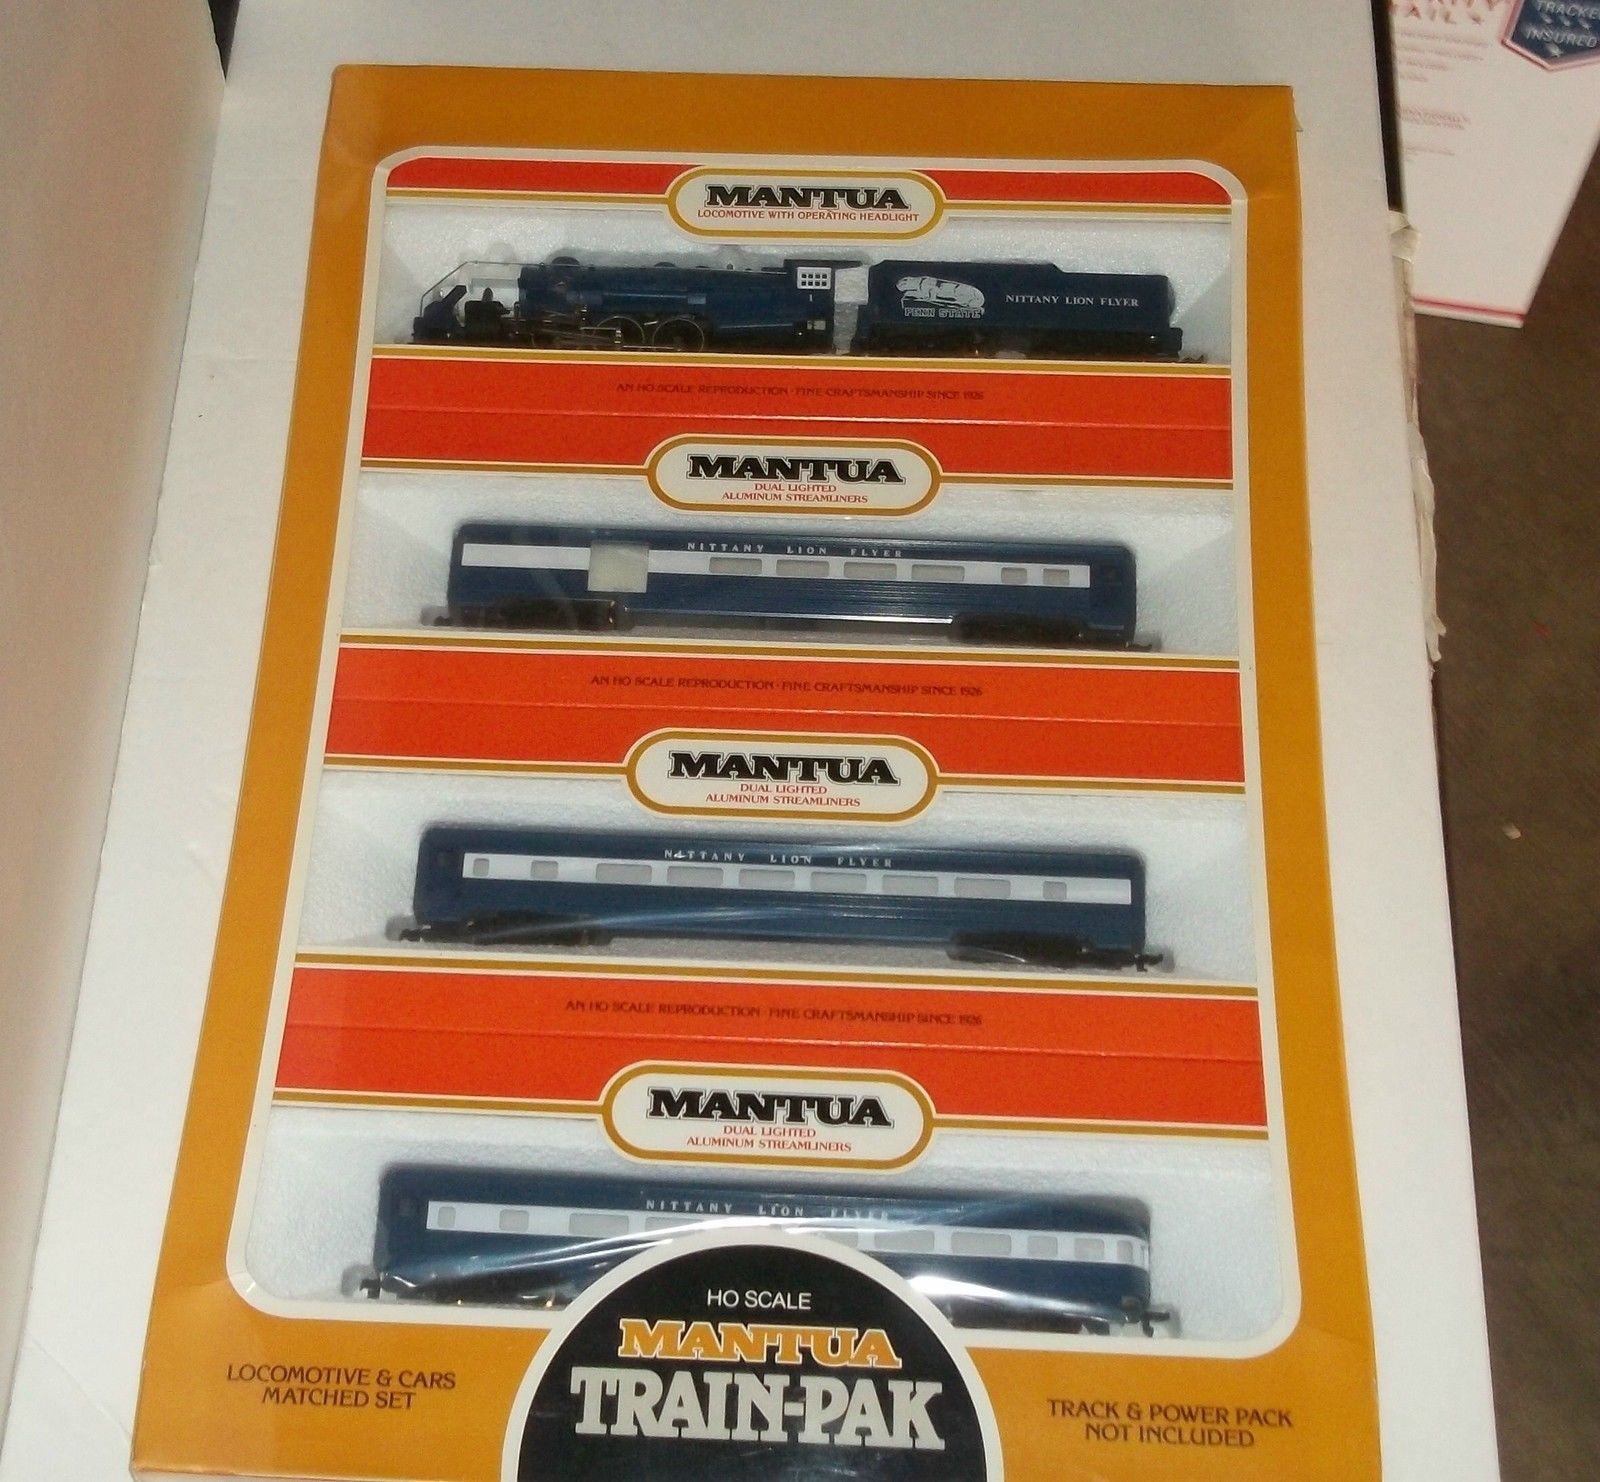 TRACKED
INSURED
MANTUA
LOCOMOTIVE WITH OPERATING HEADLIGHT
1
PENN STATE
NITTANY LION FLYER
AN HO SCALE REPRODUCTION · FINE CRAFTSMANSHIP SINCE 1926
MANTUA
DUAL LIGHTED
ALUMINUM STREAMLINERS
NITTANY LION FLYER
AN HO SCALE REPRODUCTION · FINE CRAFTSMANSHIP SINCE 1926
MANTUA
DUAL LIGHTED
ALUMINUM STREAMLINERS
NITTANY LION FLYER
AN HO SCALE REPRODUCTION · FINE CRAFTSMANSHIP SINCE 1926
MANTUA
DUAL LIGHTED
ALUMINUM STREAMLINERS
NITTANY LION FLYER
HO SCALE
MANTUA
TRAIN-PAK
LOCOMOTIVE & CARS
MATCHED SET
TRACK & POWER PACK
NOT INCLUDED